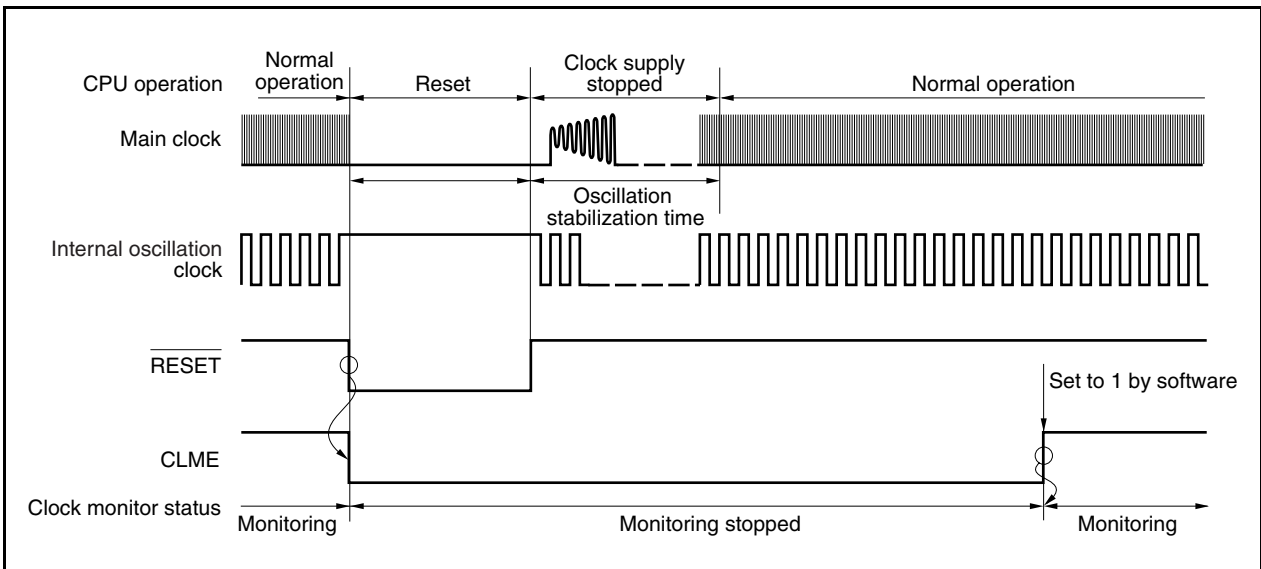 CPU operation
Normal
operation
Reset
Clock supply
stopped
Normal operation
Main clock
Oscillation
stabilization time
Internal oscillation
clock
RESET
Set to 1 by software
CLME
Clock monitor status
Monitoring
Monitoring stopped
Monitoring